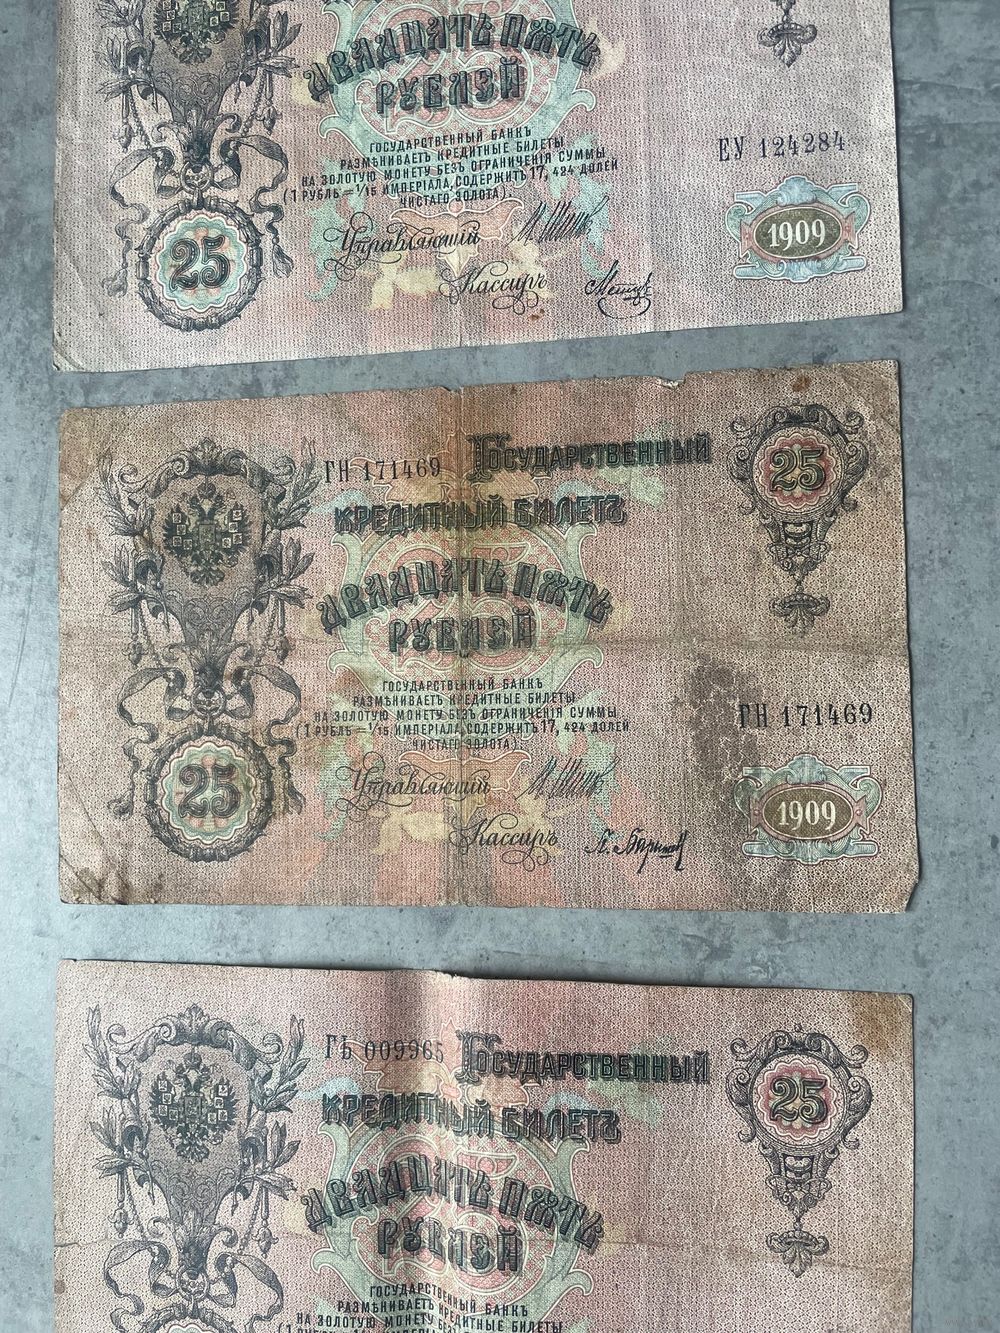 ДВАДЦАТЬ ПЯТЬ
РУБЛЕЙ
ГОСУДАРСТВЕННЫЙ БАНКЪ
РАЗМѢНИВАЕТЪ КРЕДИТНЫЕ БИЛЕТЫ
НА ЗОЛОТУЮ МОНЕТУ БЕЗЪ ОГРАНИЧЕНІЯ СУММЫ
(1 РУБЛЬ = 1/15 ИМПЕРІАЛА, СОДЕРЖИТЪ 17, 424 ДОЛЕЙ
ЧИСТАГО ЗОЛОТА).
ЕУ 124284
25
Управляющій
1909
Кассиръ
ГН 171469
ГОСУДАРСТВЕННЫЙ
КРЕДИТНЫЙ БИЛЕТЪ
25
ДВАДЦАТЬ ПЯТЬ
РУБЛЕЙ
ГОСУДАРСТВЕННЫЙ БАНКЪ
РАЗМѢНИВАЕТЪ КРЕДИТНЫЕ БИЛЕТЫ
НА ЗОЛОТУЮ МОНЕТУ БЕЗЪ ОГРАНИЧЕНІЯ СУММЫ
(1 РУБЛЬ = 1/15 ИМПЕРІАЛА, СОДЕРЖИТЪ 17, 424 ДОЛЕЙ
ЧИСТАГО ЗОЛОТА)
ГН 171469
25
Управляющій
1909
Кассиръ
ГЬ 009965
ГОСУДАРСТВЕННЫЙ
КРЕДИТНЫЙ БИЛЕТЪ
25
ДВАДЦАТЬ ПЯТЬ
РУБЛЕЙ
ГОСУДАРСТВЕННЫЙ БАНКЪ
РАЗМѢНИВАЕТЪ КРЕДИТНЫЕ БИЛЕТЫ
НА ЗОЛОТУЮ МОНЕТУ БЕЗЪ ОГРАНИЧЕНІЯ СУММЫ